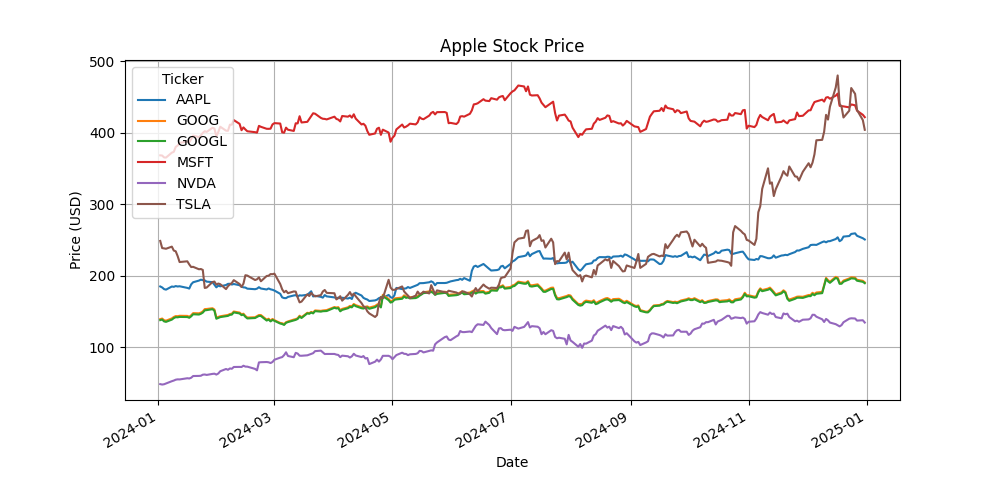 Apple Stock Price
Price (USD)
500
400
300
200
100
Ticker
AAPL
GOOG
GOOGL
MSFT
NVDA
TSLA
2024-01
2024-03
2024-05
2024-07
2024-09
2024-11
2025-01
Date